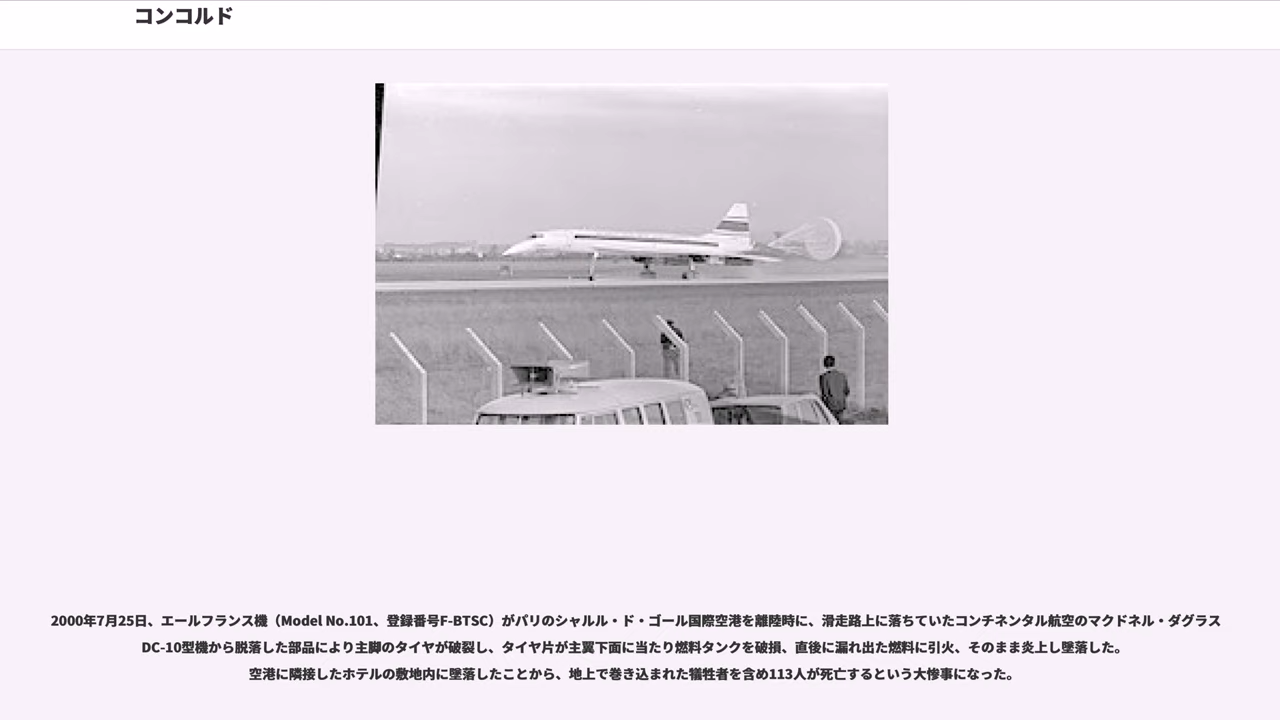 コンコルド
2000年7月25日、エールフランス機（Model No.101、登録番号F-BTSC）がパリのシャルル・ド・ゴール国際空港を離陸時に、滑走路上に落ちていたコンチネンタル航空のマクドネル・ダグラス
DC-10型機から脱落した部品により主脚のタイヤが破裂し、タイヤ片が主翼下面に当たり燃料タンクを破損、直後に漏れ出た燃料に引火、そのまま炎上し墜落した。
空港に隣接したホテルの敷地内に墜落したことから、地上で巻き込まれた犠牲者を含め113人が死亡するという大惨事になった。